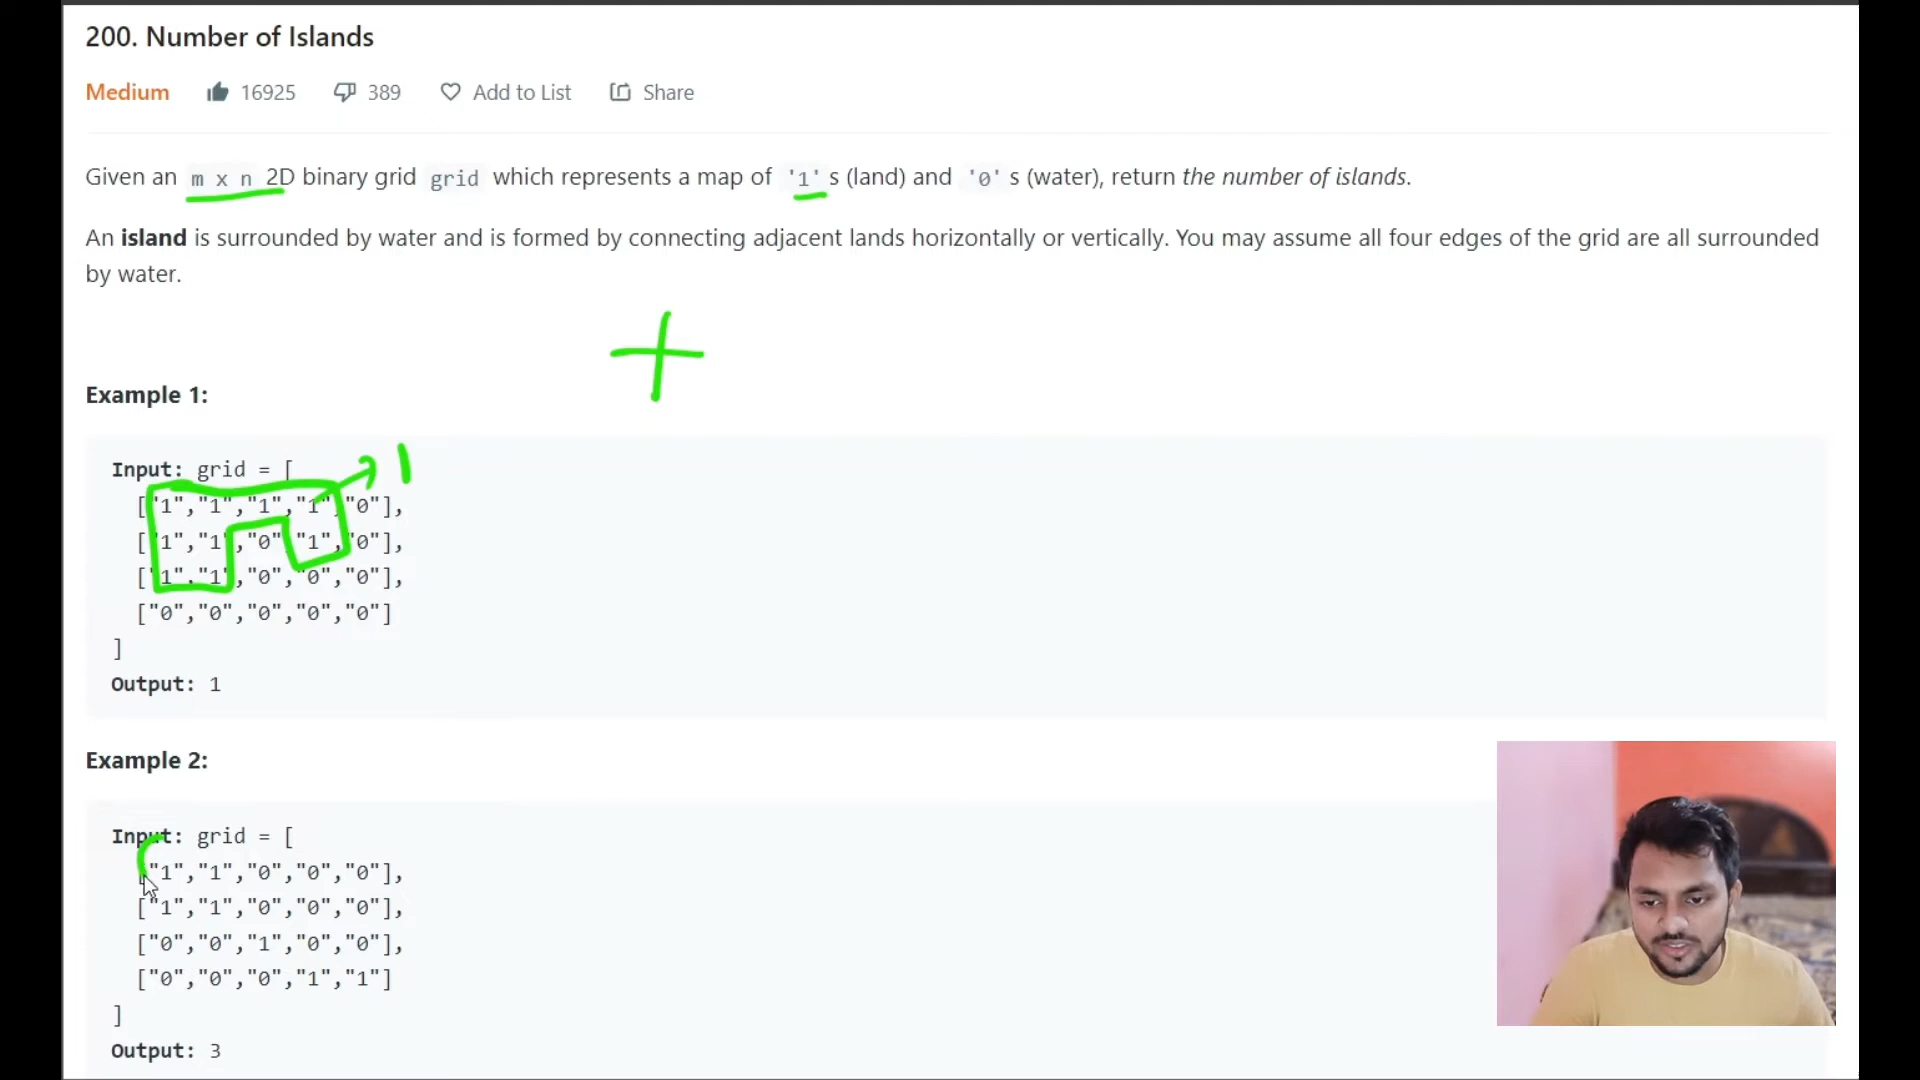 200. Number of Islands
Medium 16925 389 Add to List Share
Given an m x n 2D binary grid grid which represents a map of '1' s (land) and '0' s (water), return the number of islands.
An island is surrounded by water and is formed by connecting adjacent lands horizontally or vertically. You may assume all four edges of the grid are all surrounded
by water.
Example 1:
1
Input: grid = [
["1","1","1","1","0"],
["1","1","0","1","0"],
["1","1","0","0","0"],
["0","0","0","0","0"]
]
Output: 1
Example 2:
Input: grid = [
["1","1","0","0","0"],
["1","1","0","0","0"],
["0","0","1","0","0"],
["0","0","0","1","1"]
]
Output: 3